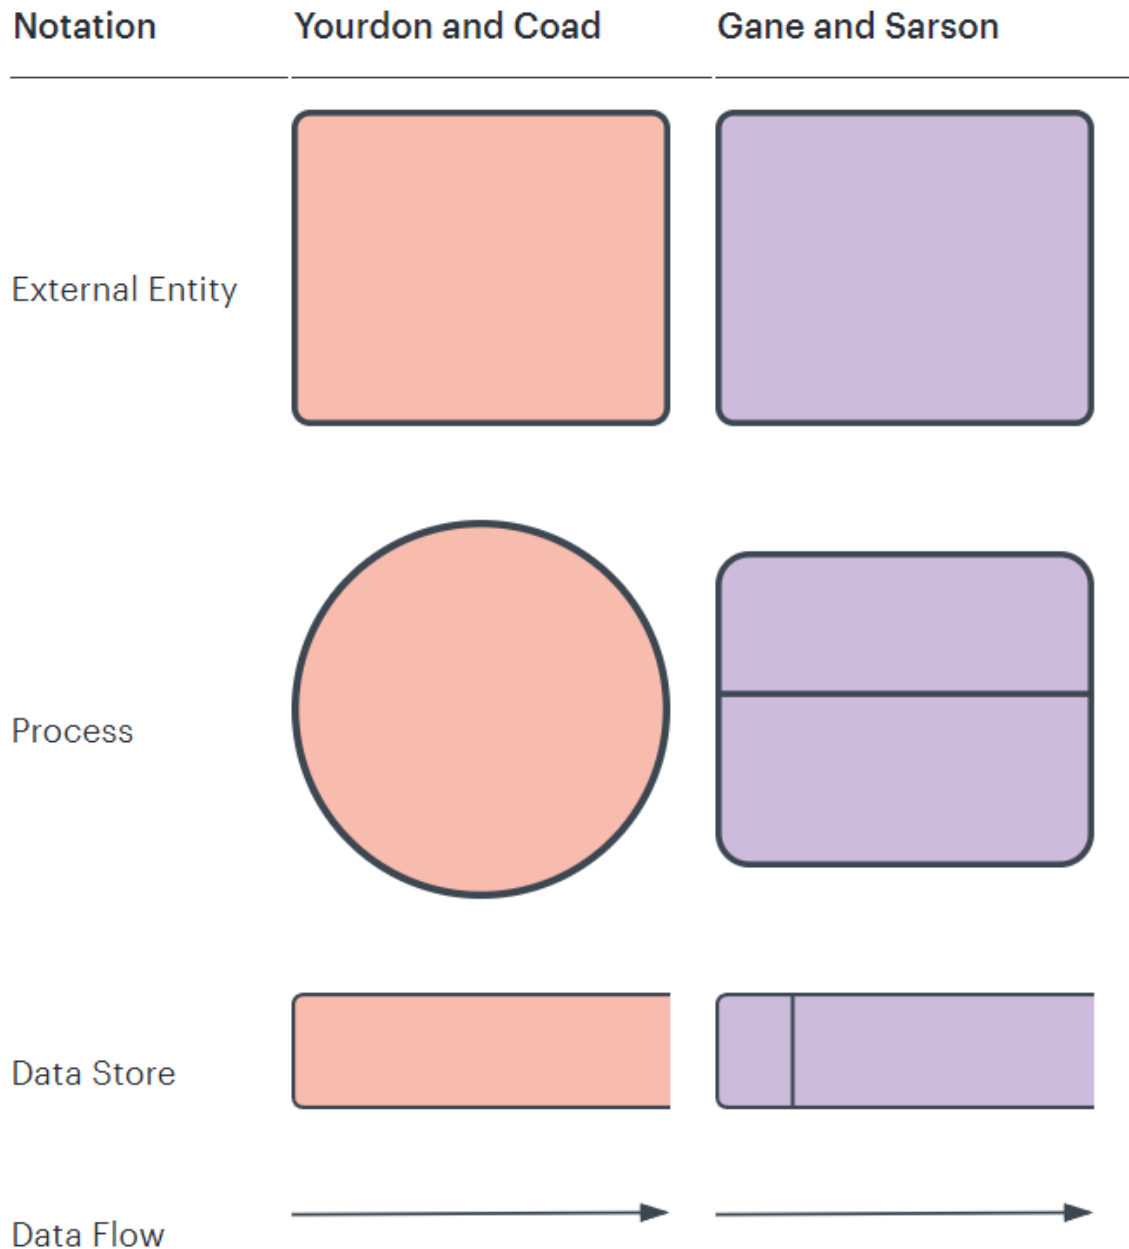 Notation Yourdon and Coad Gane and Sarson
External Entity
Process
Data Store
Data Flow